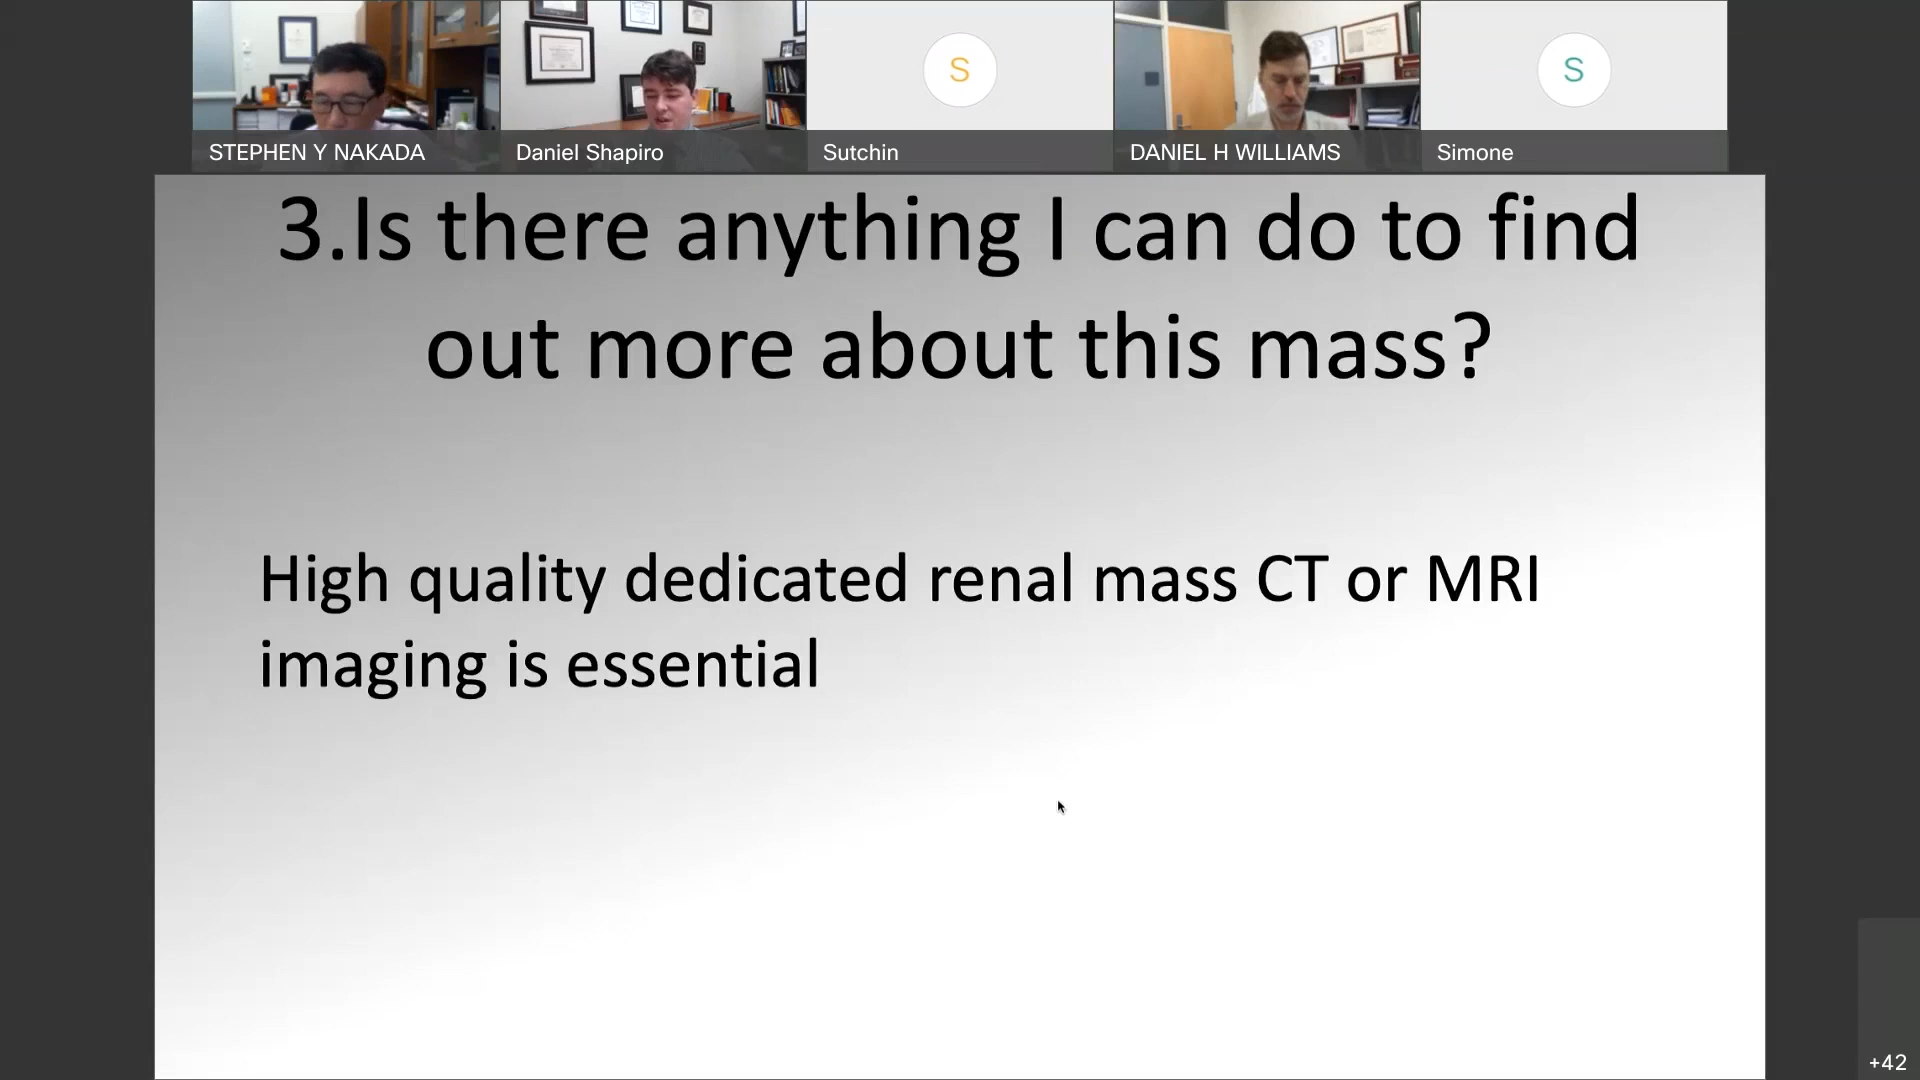 S
S
STEPHEN Y NAKADA
Daniel Shapiro
Sutchin
DANIEL H WILLIAMS
Simone
3.Is there anything I can do to find
out more about this mass?
High quality dedicated renal mass CT or MRI
imaging is essential
+42